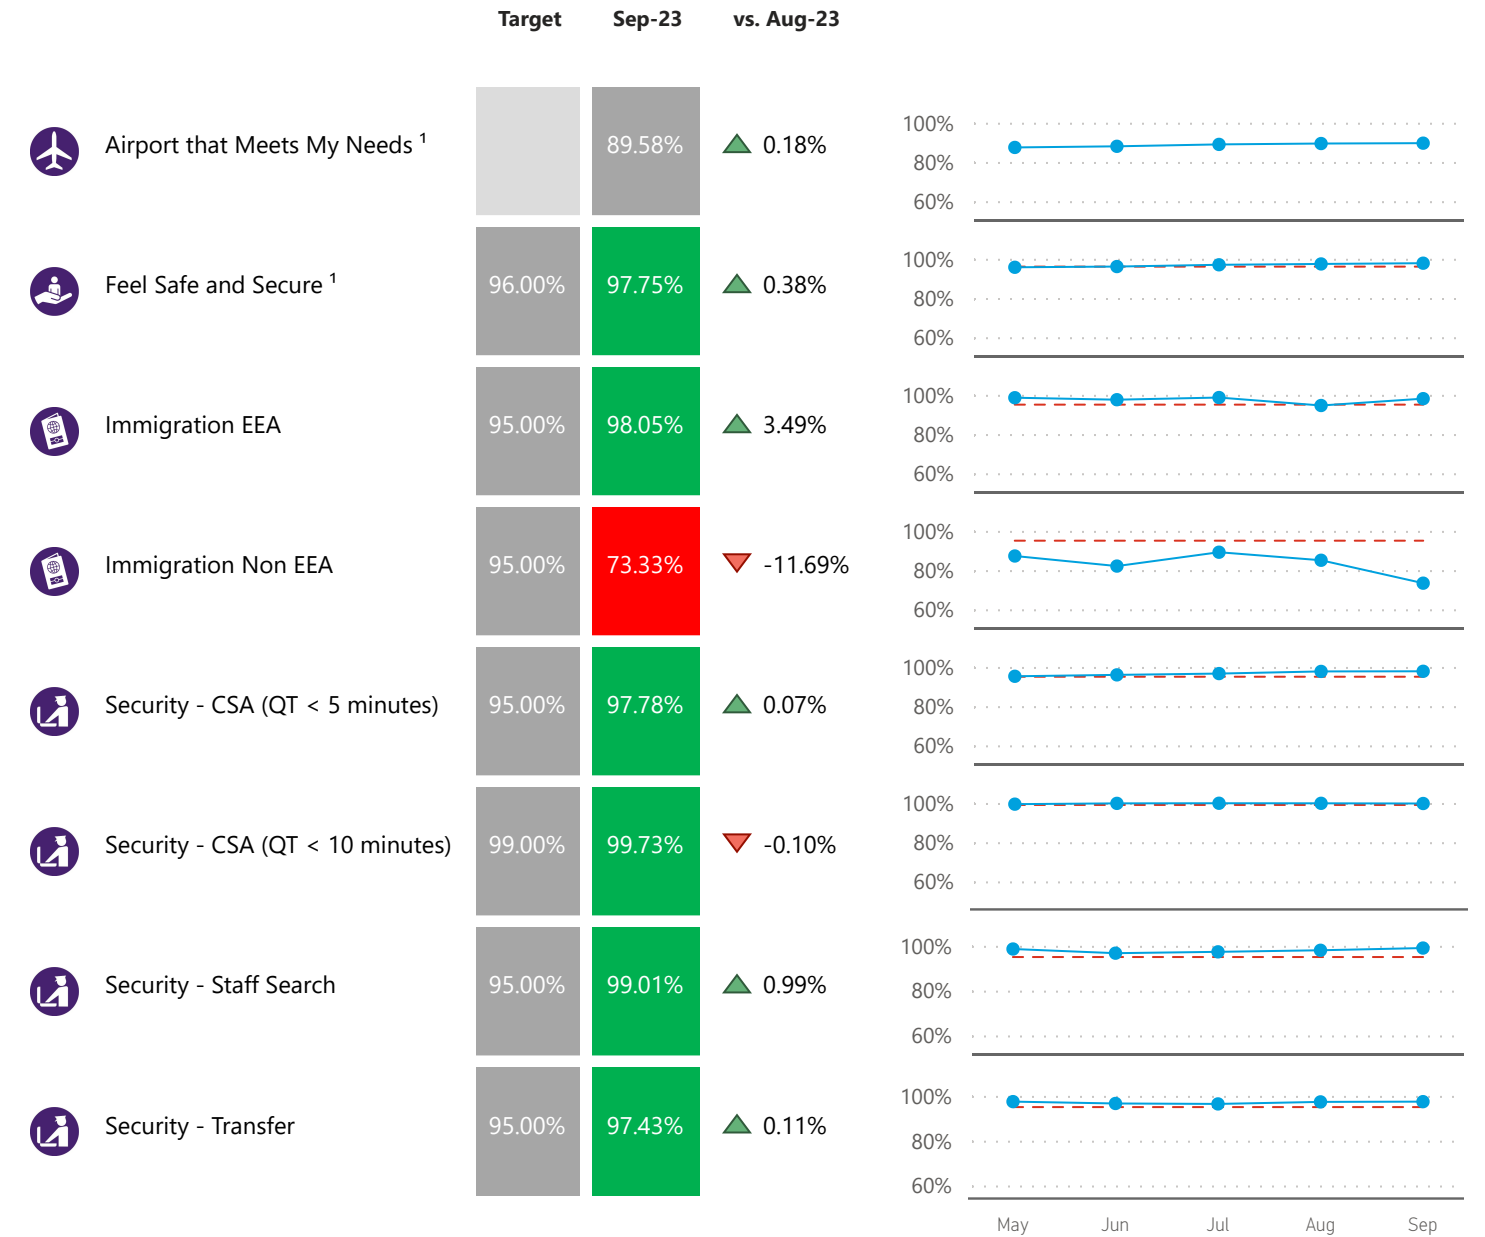 Target Sep-23 vs. Aug-23
Airport that Meets My Needs ¹ 89.58% 0.18%
100%
80%
60%
Feel Safe and Secure ¹ 96.00% 97.75% 0.38%
100%
80%
60%
Immigration EEA 95.00% 98.05% 3.49%
100%
80%
60%
Immigration Non EEA 95.00% 73.33% -11.69%
100%
80%
60%
Security - CSA (QT < 5 minutes) 95.00% 97.78% 0.07%
100%
80%
60%
Security - CSA (QT < 10 minutes) 99.00% 99.73% -0.10%
100%
80%
60%
Security - Staff Search 95.00% 99.01% 0.99%
100%
80%
60%
Security - Transfer 95.00% 97.43% 0.11%
100%
80%
60%
May Jun Jul Aug Sep